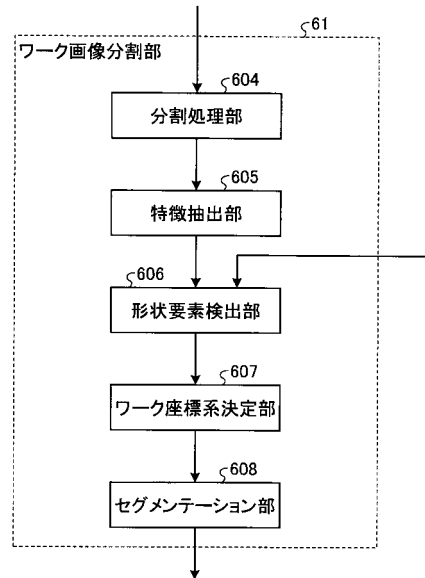 61
ワーク画像分割部
604
分割処理部
605
特徴抽出部
606
形状要素検出部
607
ワーク座標系決定部
608
セグメンテーション部